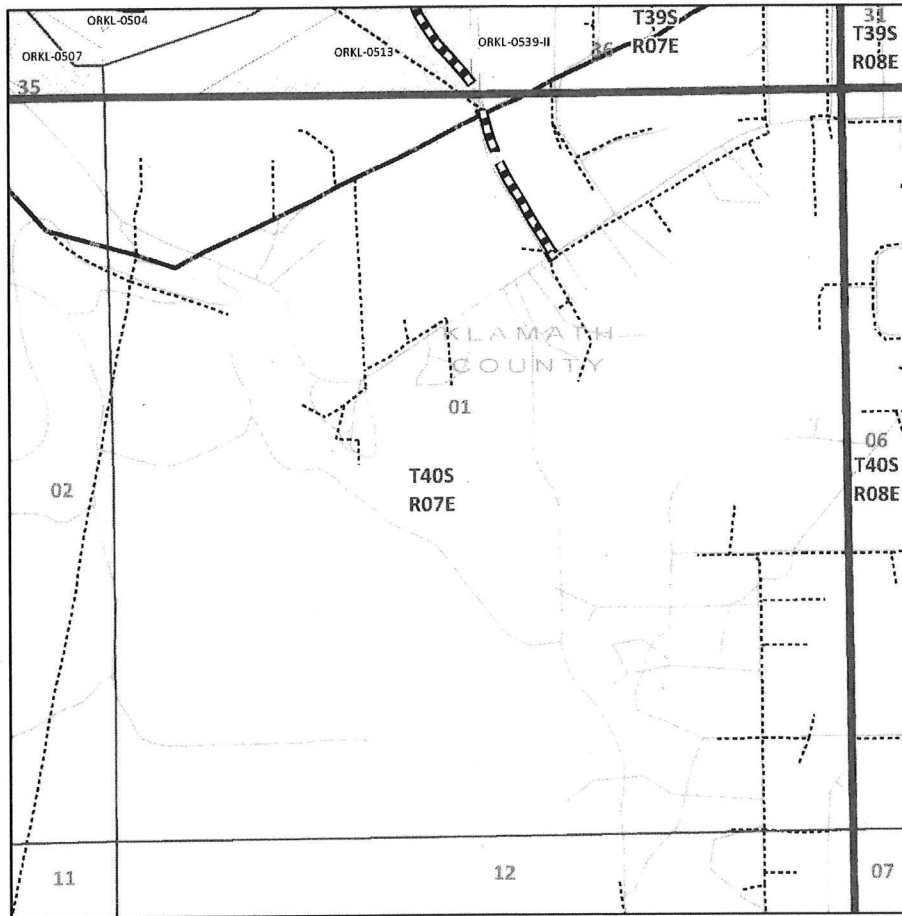 ORKL-0504
T39S
R07E
31
T39S
R08E
ORKL-0507
ORKL-0513
ORKL-0539-II
36
35
KLAMATH
COUNTY
01
02
T40S
R07E
06
T40S
R08E
11
12
07